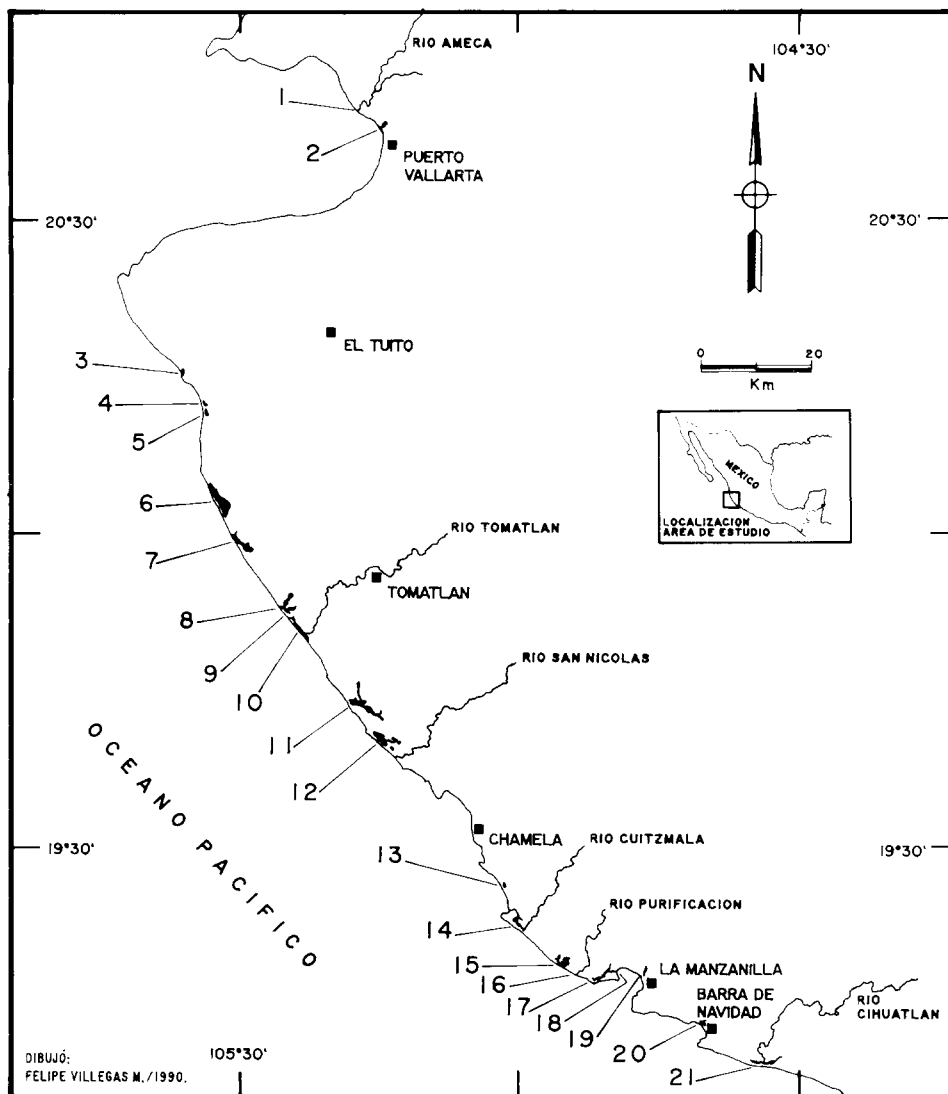 RIO AMECA
104°30'
N
1
2
PUERTO
VALLARTA
20°30'
20°30'
EL TUITO
3
0 20
Km
4
5
MEXICO
LOCALIZACION
AREA DE ESTUDIO
6
RIO TOMATLAN
7
TOMATLAN
8
9
10
RIO SAN NICOLAS
11
12
OCEANO PACIFICO
CHAMELA
RIO CUITZMALA
19°30'
19°30'
13
RIO PURIFICACION
14
15
LA MANZANILLA
16
17
BARRA DE
NAVIDAD
18
RIO
CIHUATLAN
19
20
21
105°30'
DIBUJÓ:
FELIPE VILLEGAS M./1990.